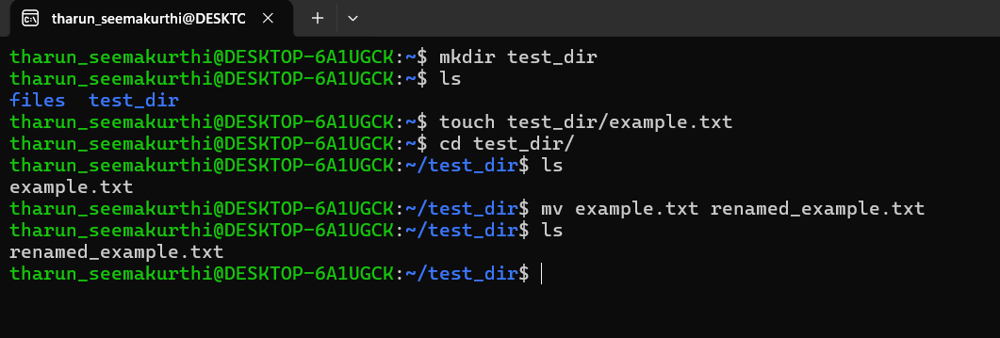 tharun_seemakurthi@DESKTC
tharun_seemakurthi@DESKTOP-6A1UGCK:~$ mkdir test_dir
tharun_seemakurthi@DESKTOP-6A1UGCK:~$ ls
files  test_dir
tharun_seemakurthi@DESKTOP-6A1UGCK:~$ touch test_dir/example.txt
tharun_seemakurthi@DESKTOP-6A1UGCK:~$ cd test_dir/
tharun_seemakurthi@DESKTOP-6A1UGCK:~/test_dir$ ls
example.txt
tharun_seemakurthi@DESKTOP-6A1UGCK:~/test_dir$ mv example.txt renamed_example.txt
tharun_seemakurthi@DESKTOP-6A1UGCK:~/test_dir$ ls
renamed_example.txt
tharun_seemakurthi@DESKTOP-6A1UGCK:~/test_dir$